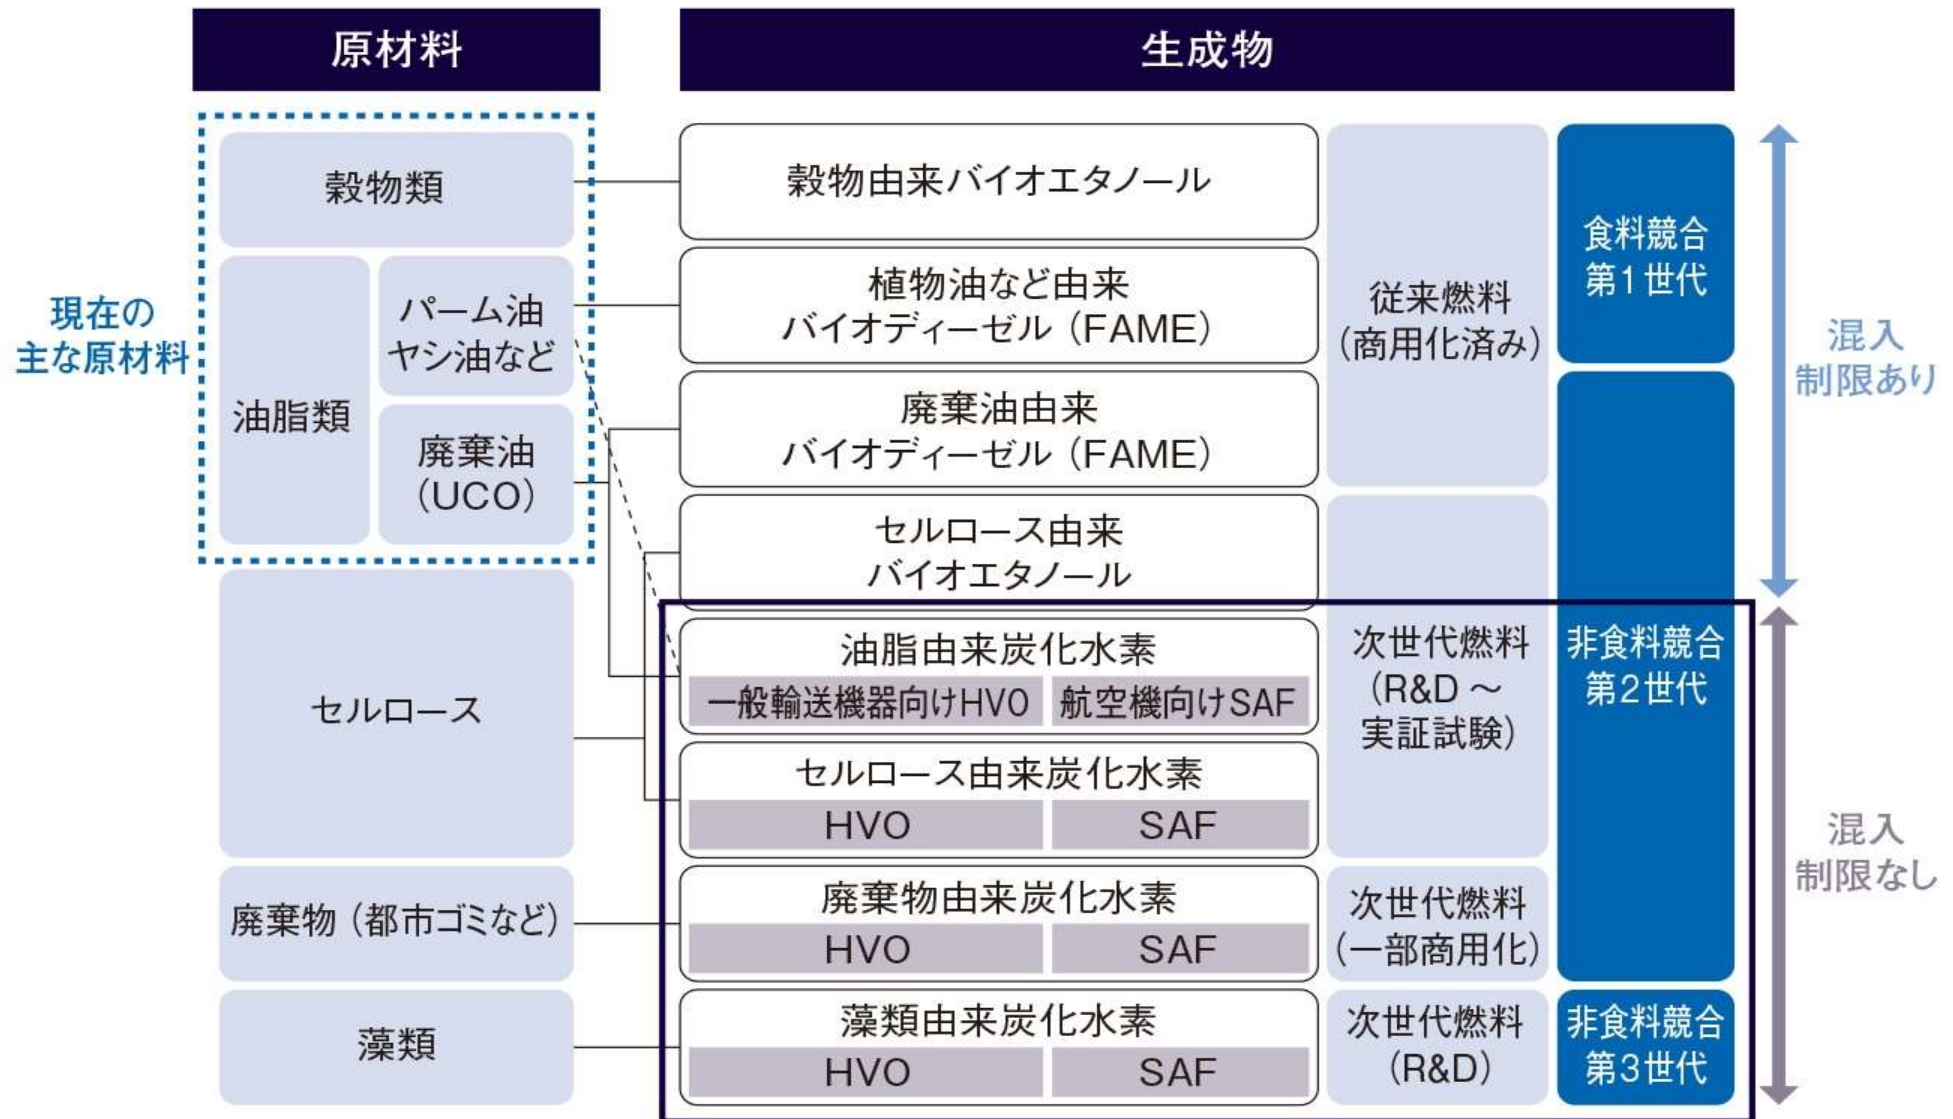 原材料
生成物
現在の
主な原材料
穀物類
油脂類
パーム油
ヤシ油など
廃棄油
(UCO)
セルロース
廃棄物(都市ゴミなど)
藻類
穀物由来バイオエタノール
植物油など由来
バイオディーゼル(FAME)
廃棄油由来
バイオディーゼル(FAME)
セルロース由来
バイオエタノール
油脂由来炭化水素
一般輸送機器向けHVO
航空機向けSAF
セルロース由来炭化水素
HVO
SAF
廃棄物由来炭化水素
HVO
SAF
藻類由来炭化水素
HVO
SAF
従来燃料
(商用化済み)
次世代燃料
(R&D～
実証試験)
次世代燃料
(一部商用化)
次世代燃料
(R&D)
食料競合
第1世代
非食料競合
第2世代
非食料競合
第3世代
混入
制限あり
混入
制限なし